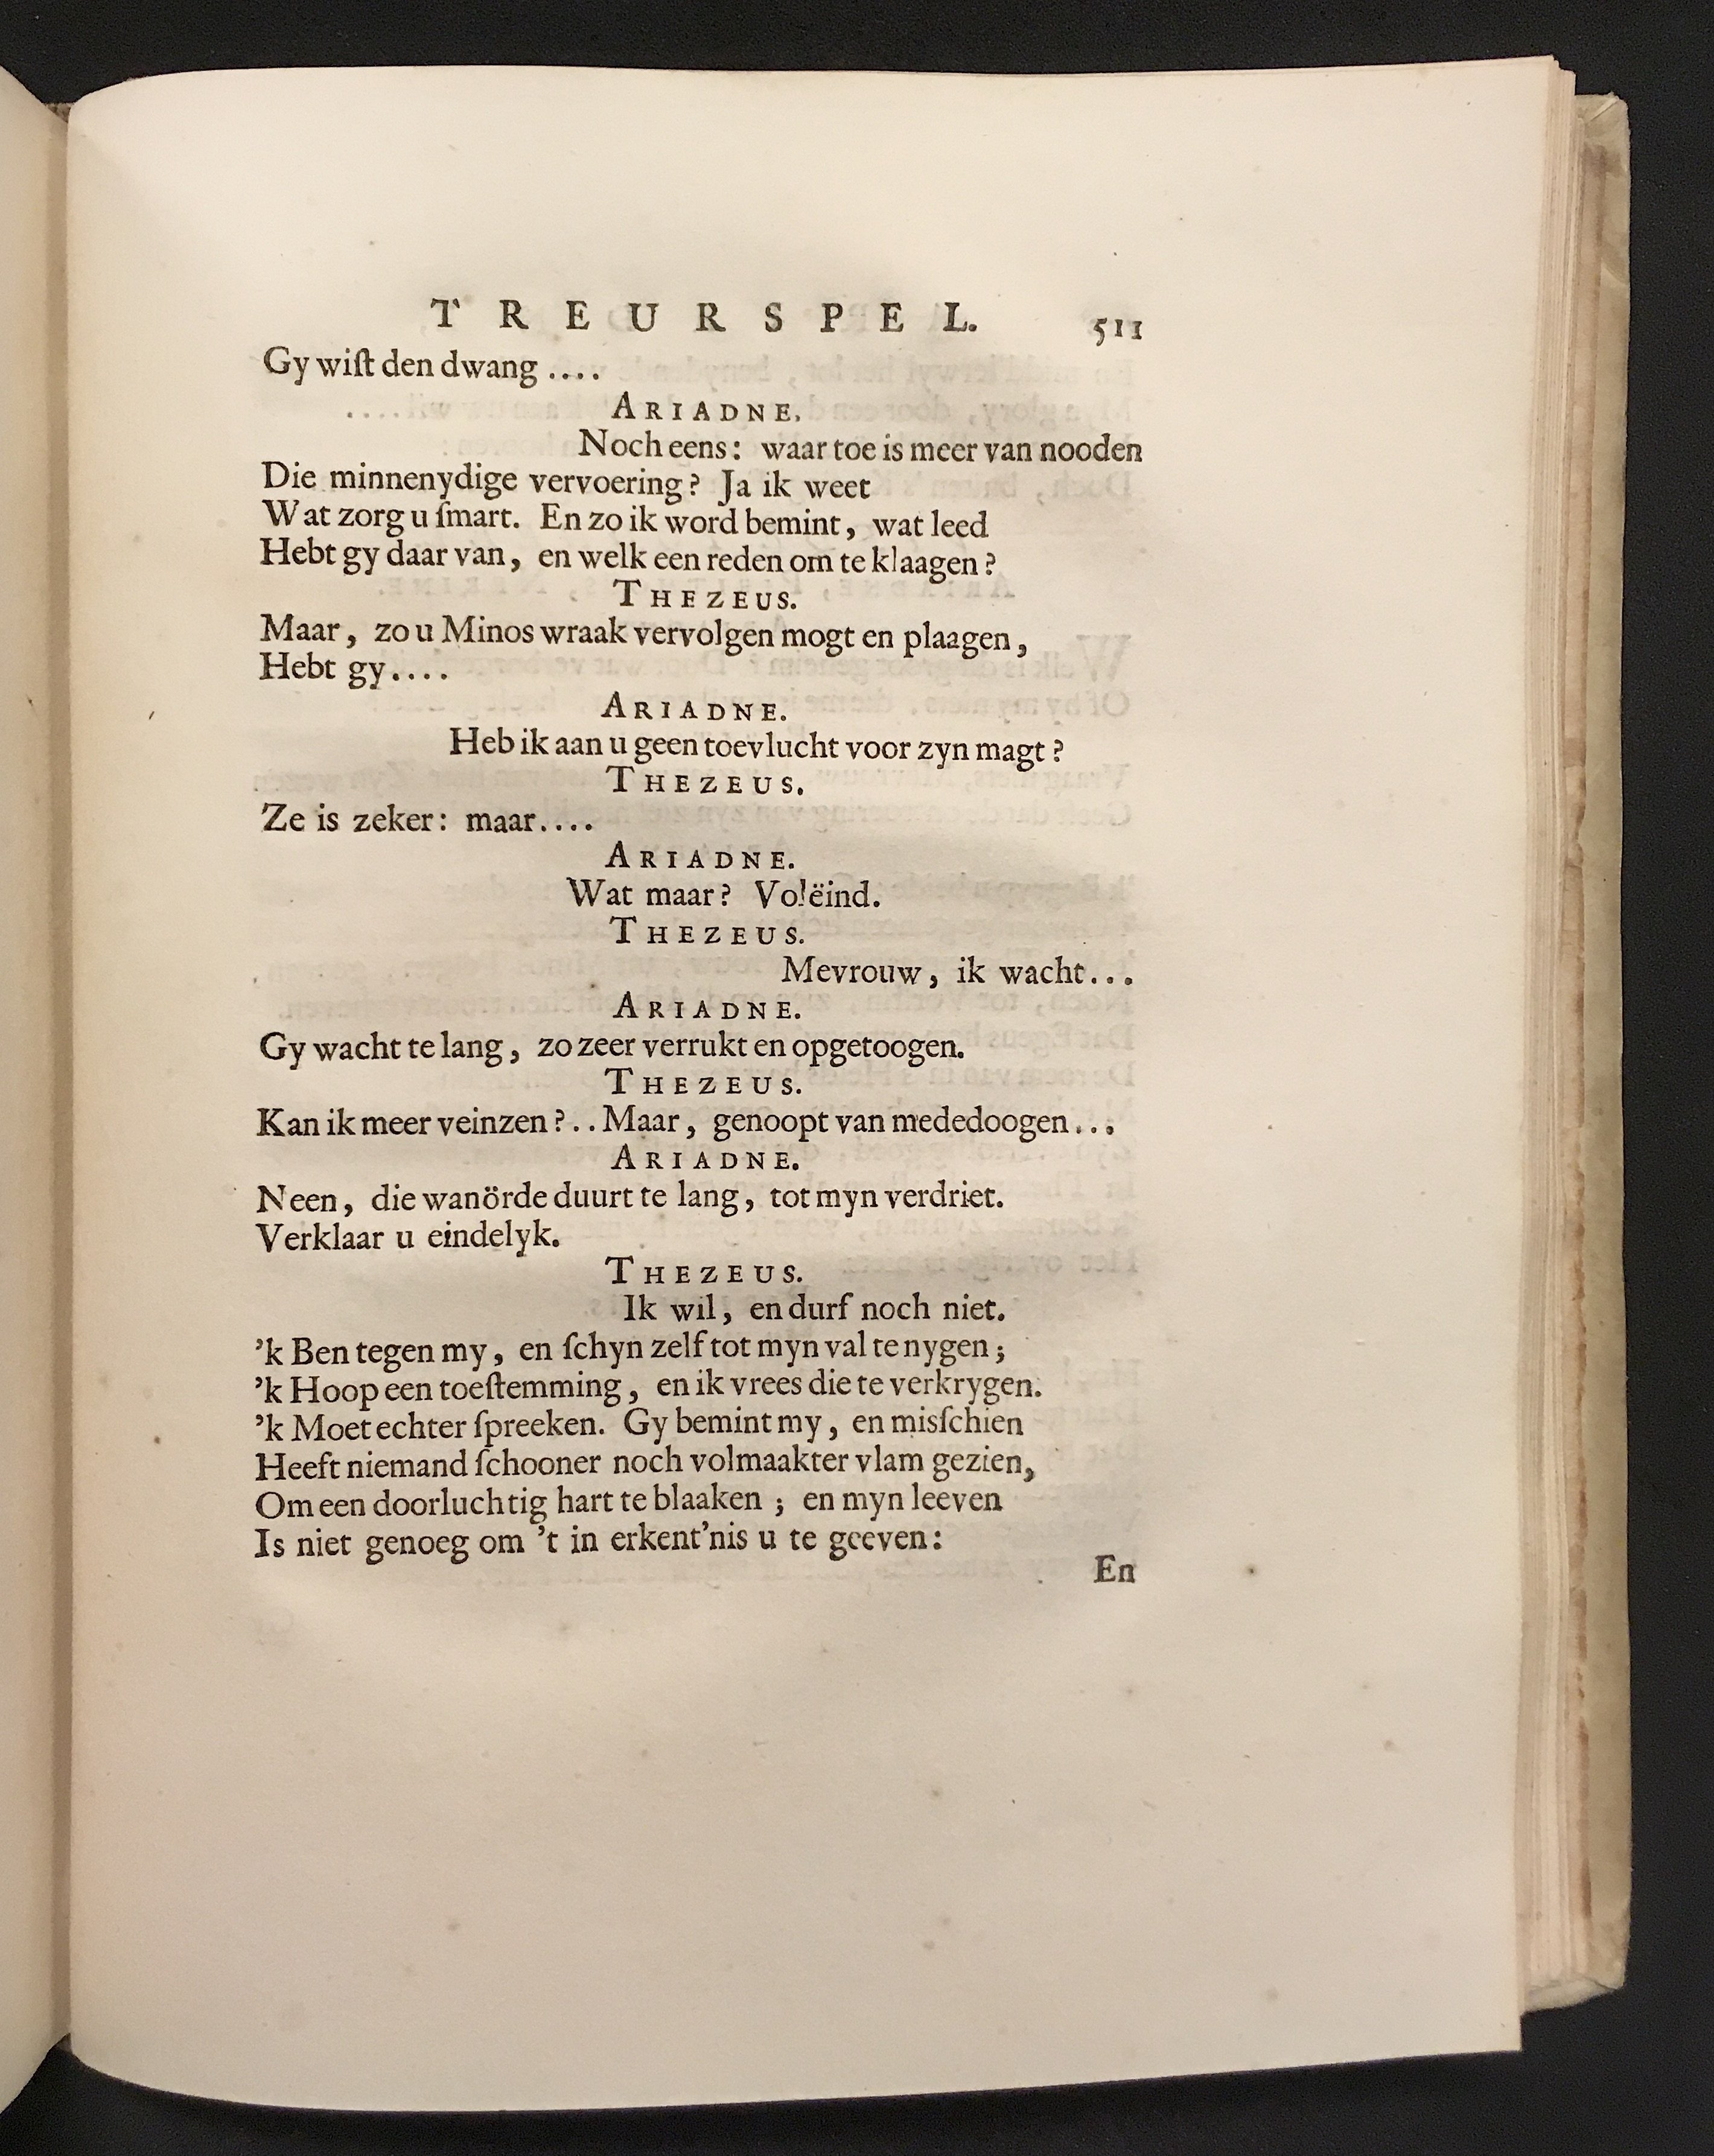 TREURSPEL. 511
Gy wiſt den dwang ....
ARIADNE.
Noch eens: waar toe is meer van nooden
Die minnenydige vervoering? Ja ik weet
Wat zorg u ſmart. En zo ik word bemint, wat leed
Hebt gy daar van, en welk een reden om te klaagen?
THEZEUS.
Maar, zo u Minos wraak vervolgen mogt en plaagen,
Hebt gy....
ARIADNE.
Heb ik aan u geen toevlucht voor zyn magt?
THEZEUS.
Ze is zeker: maar....
ARIADNE.
Wat maar? Volëind.
THEZEUS.
Mevrouw, ik wacht...
ARIADNE.
Gy wacht te lang, zo zeer verrukt en opgetoogen.
THEZEUS.
Kan ik meer veinzen?.. Maar, genoopt van mededoogen...
ARIADNE.
Neen, die wanörde duurt te lang, tot myn verdriet.
Verklaar u eindelyk.
THEZEUS.
Ik wil, en durf noch niet.
'k Ben tegen my, en ſchyn zelf tot myn val te nygen;
'k Hoop een toeſtemming, en ik vrees die te verkrygen.
'k Moet echter ſpreeken. Gy bemint my, en misſchien
Heeft niemand ſchooner noch volmaakter vlam gezien,
Om een doorluchtig hart te blaaken; en myn leeven
Is niet genoeg om 't in erkent'nis u te geeven:
En